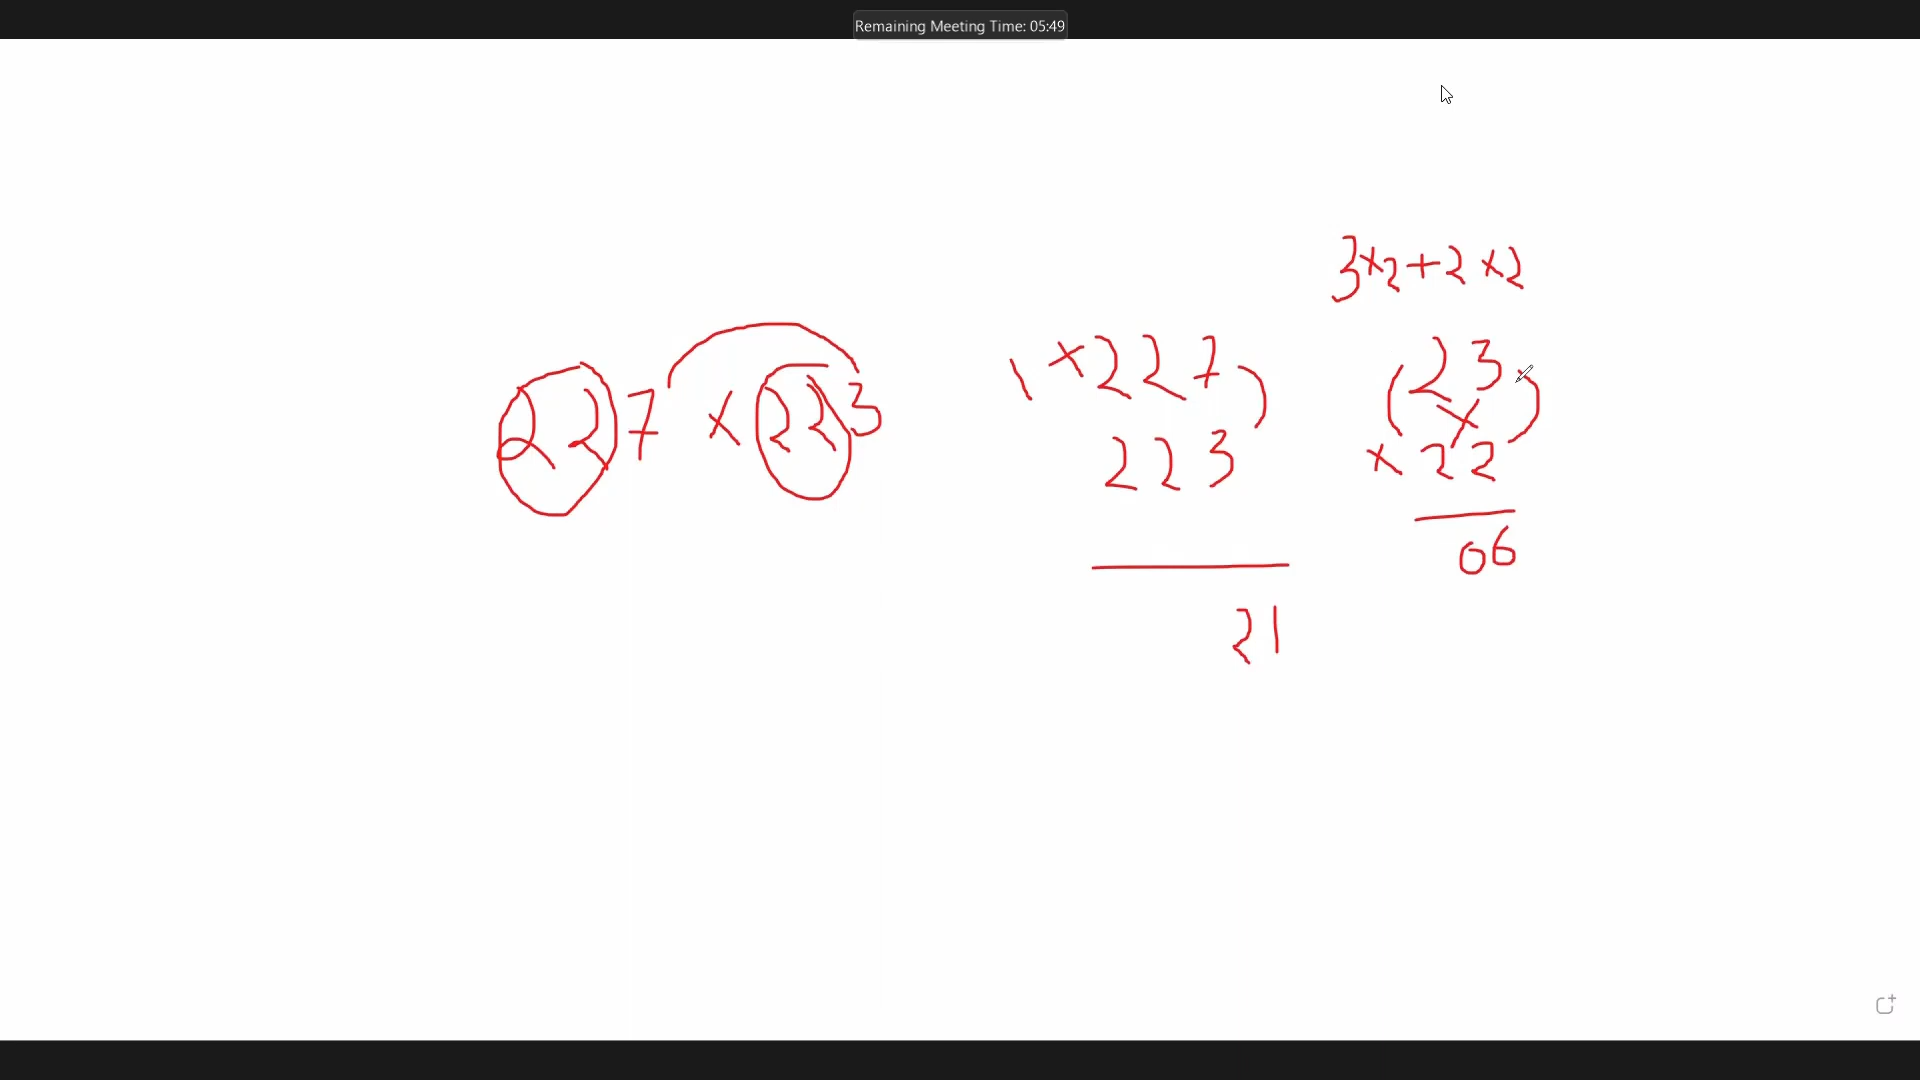 Remaining Meeting Time: 05:49
3×2+2×2
227 × 223
1 × 227
223
21
23
× 22
06